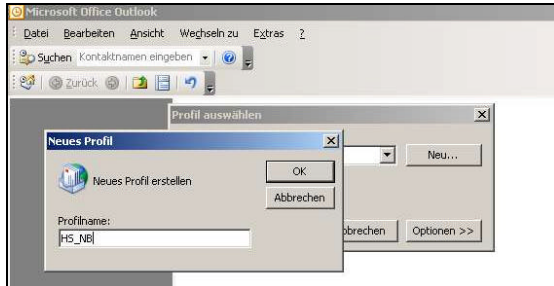 Microsoft Office Outlook
Datei Bearbeiten Ansicht Wechseln zu Extras ?
Suchen Kontaktnamen eingeben
Zurück
Profil auswählen
Neu...
Neues Profil
Neues Profil erstellen
OK
Abbrechen
Profilname:
HS_NB
bbrechen Optionen >>